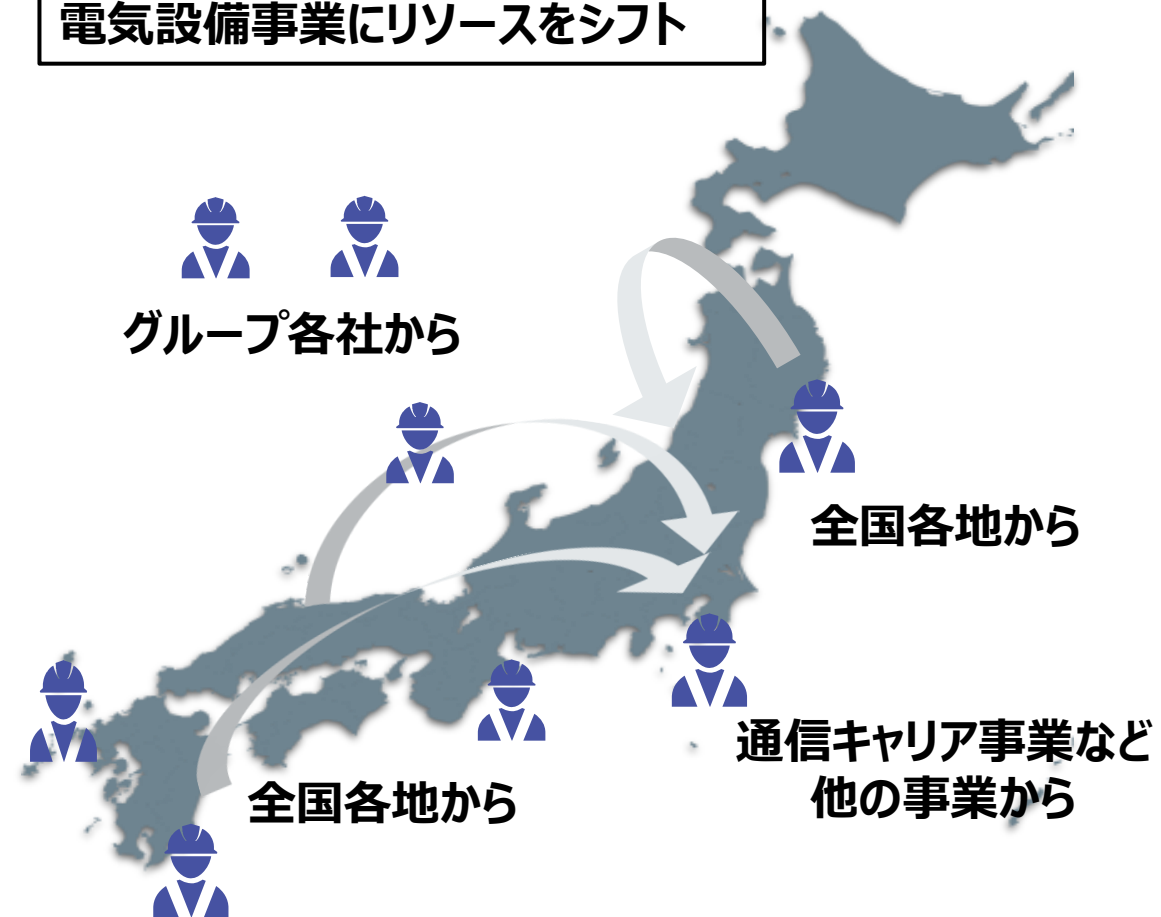 電気設備事業にリソースをシフト
グループ各社から
全国各地から
全国各地から
通信キャリア事業など
他の事業から